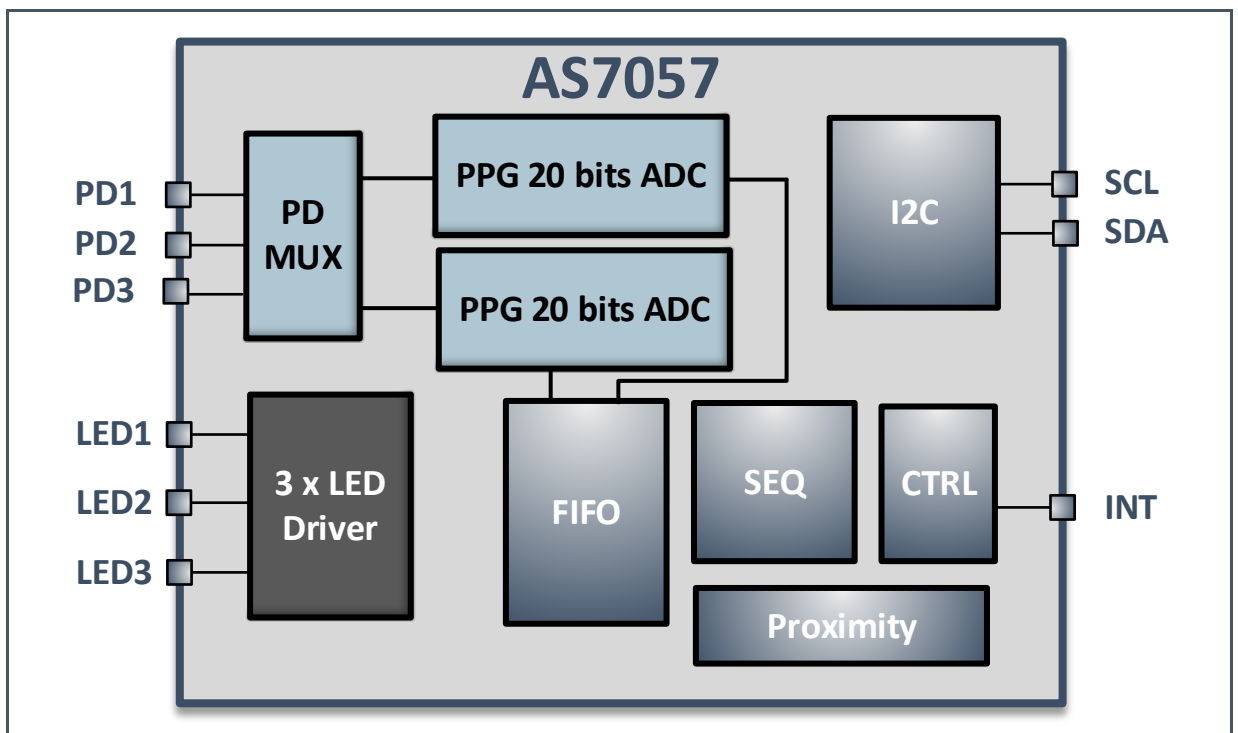 AS7057
PD1
PD2
PD3
PD
MUX
PPG 20 bits ADC
PPG 20 bits ADC
I2C
SCL
SDA
LED1
LED2
LED3
3 x LED
Driver
FIFO
SEQ
CTRL
INT
Proximity